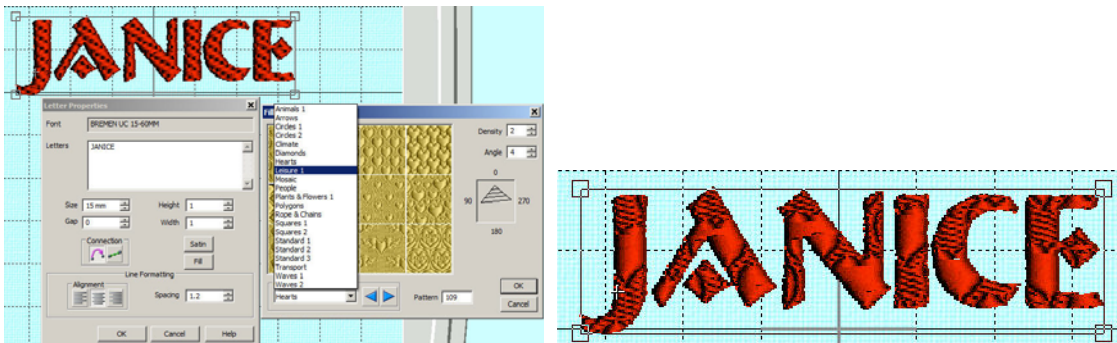 JANICE
Letter Properties
Font BREMEN UC 15-60MM
Letters JANICE
Size 15 mm Height 1
Gap 0 Width 1
Connection
Satin
Fill
Line Formatting
Alignment
Spacing 1.2
OK Cancel Help
Animals 1
Arrows
Circles 1
Circles 2
Climate
Diamonds
Hearts
Leisure 1
Mosaic
People
Plants & Flowers 1
Polygons
Rope & Chains
Squares 1
Squares 2
Standard 1
Standard 2
Standard 3
Transport
Waves 1
Waves 2
Hearts
Pattern 109
Density 2
Angle 4
0
90 270
180
OK
Cancel
JANICE